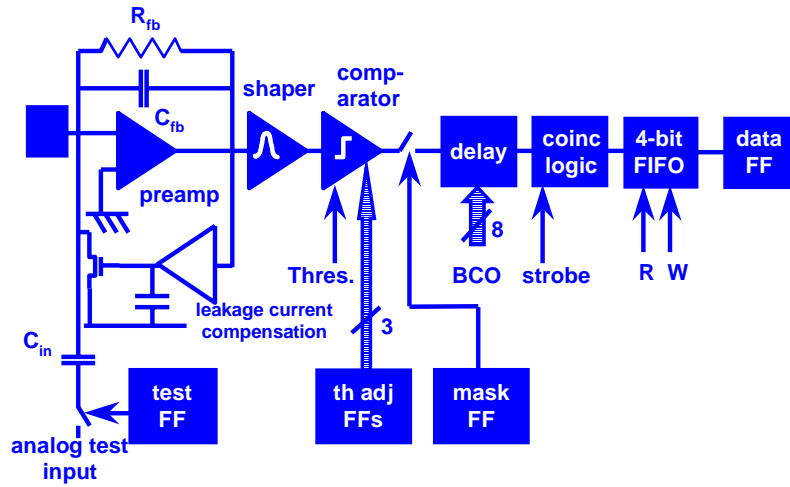 Rfb
shaper
comp-
arator
Cfb
preamp
delay
coinc
logic
4-bit
FIFO
data
FF
8
Thres.
BCO
strobe
R W
leakage current
compensation
3
Cin
test
FF
th adj
FFs
mask
FF
analog test
input